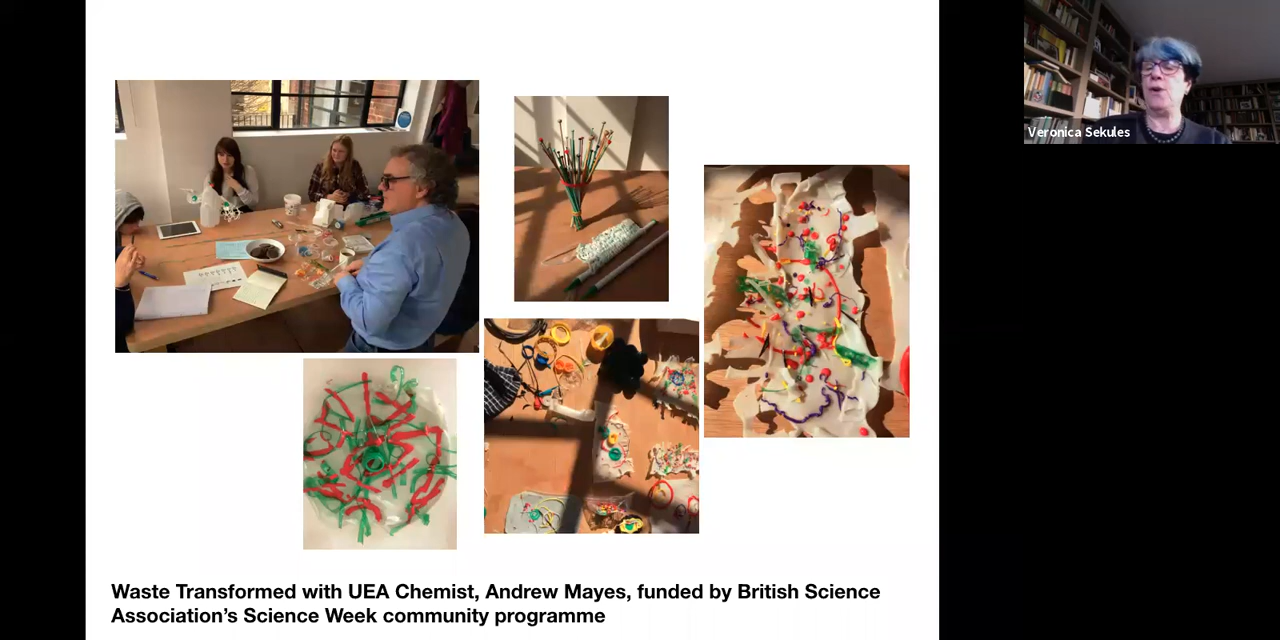 Veronica Sekules
Waste Transformed with UEA Chemist, Andrew Mayes, funded by British Science
Association’s Science Week community programme